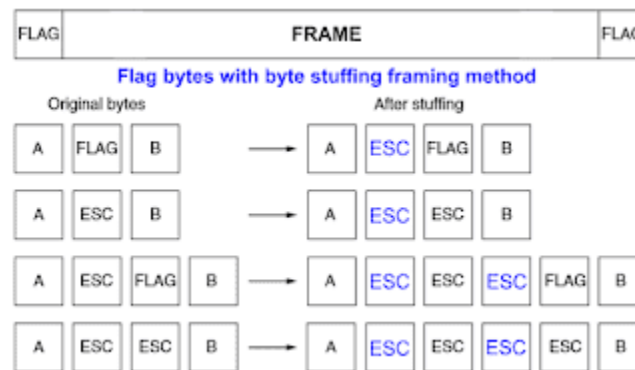 FLAG FRAME FLAG
Flag bytes with byte stuffing framing method
Original bytes After stuffing
A FLAG B A ESC FLAG B
A ESC B A ESC ESC B
A ESC FLAG B A ESC ESC ESC FLAG B
A ESC ESC B A ESC ESC ESC ESC B